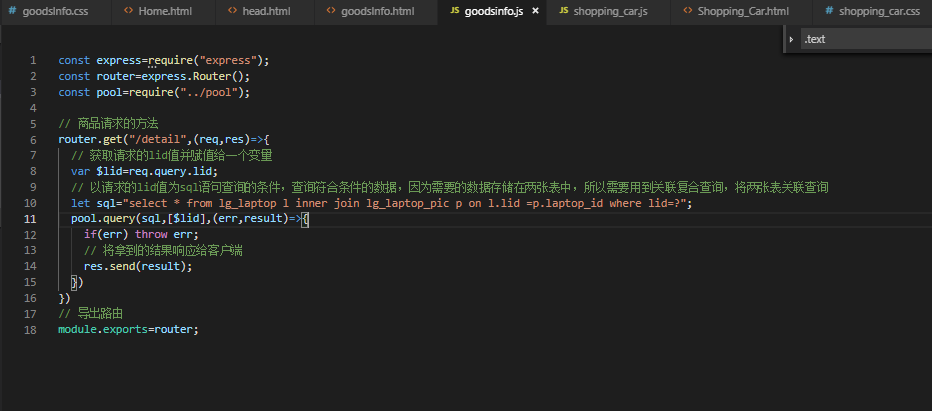 goodsInfo.css Home.html head.html goodsInfo.html goodsinfo.js shopping_car.js Shopping_Car.html shopping_car.css
.text
1 const express=require("express");
2 const router=express.Router();
3 const pool=require("../pool");
4
5 // 商品请求的方法
6 router.get("/detail",(req,res)=>{
7 // 获取请求的lid值并赋值给一个变量
8 var $lid=req.query.lid;
9 // 以请求的lid值为sql语句查询的条件，查询符合条件的数据，因为需要的数据存储在两张表中，所以需要用到关联复合查询，将两张表关联查询
10 let sql="select * from lg_laptop l inner join lg_laptop_pic p on l.lid =p.laptop_id where lid=?";
11 pool.query(sql,[$lid],(err,result)=>{
12 if(err) throw err;
13 // 将拿到的结果响应给客户端
14 res.send(result);
15 })
16 })
17 // 导出路由
18 module.exports=router;